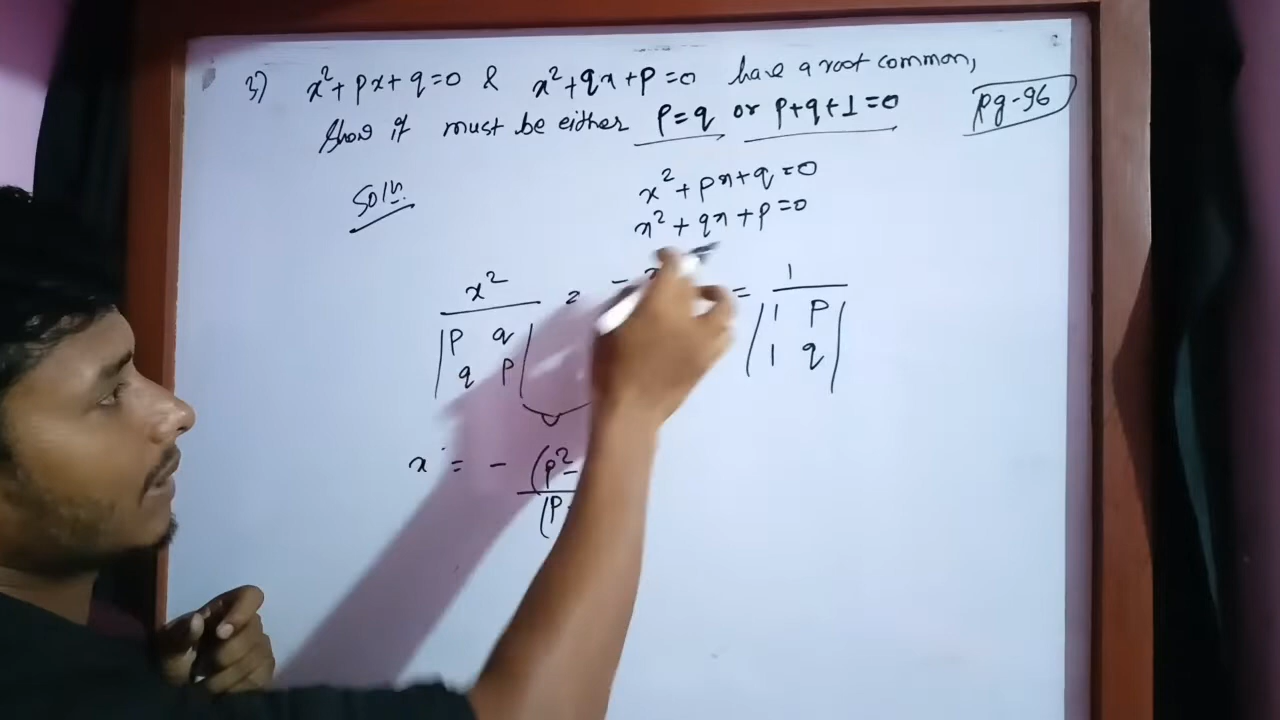 3) x² + px + q = 0 & x² + qx + p = 0 have a root common,
Show it must be either p = q or p + q + 1 = 0
pg-96
Soln.
x² + px + q = 0
x² + qx + p = 0
x² / |p q; q p| = - = 1 / |1 p; 1 q|
x = - (p² - / (p